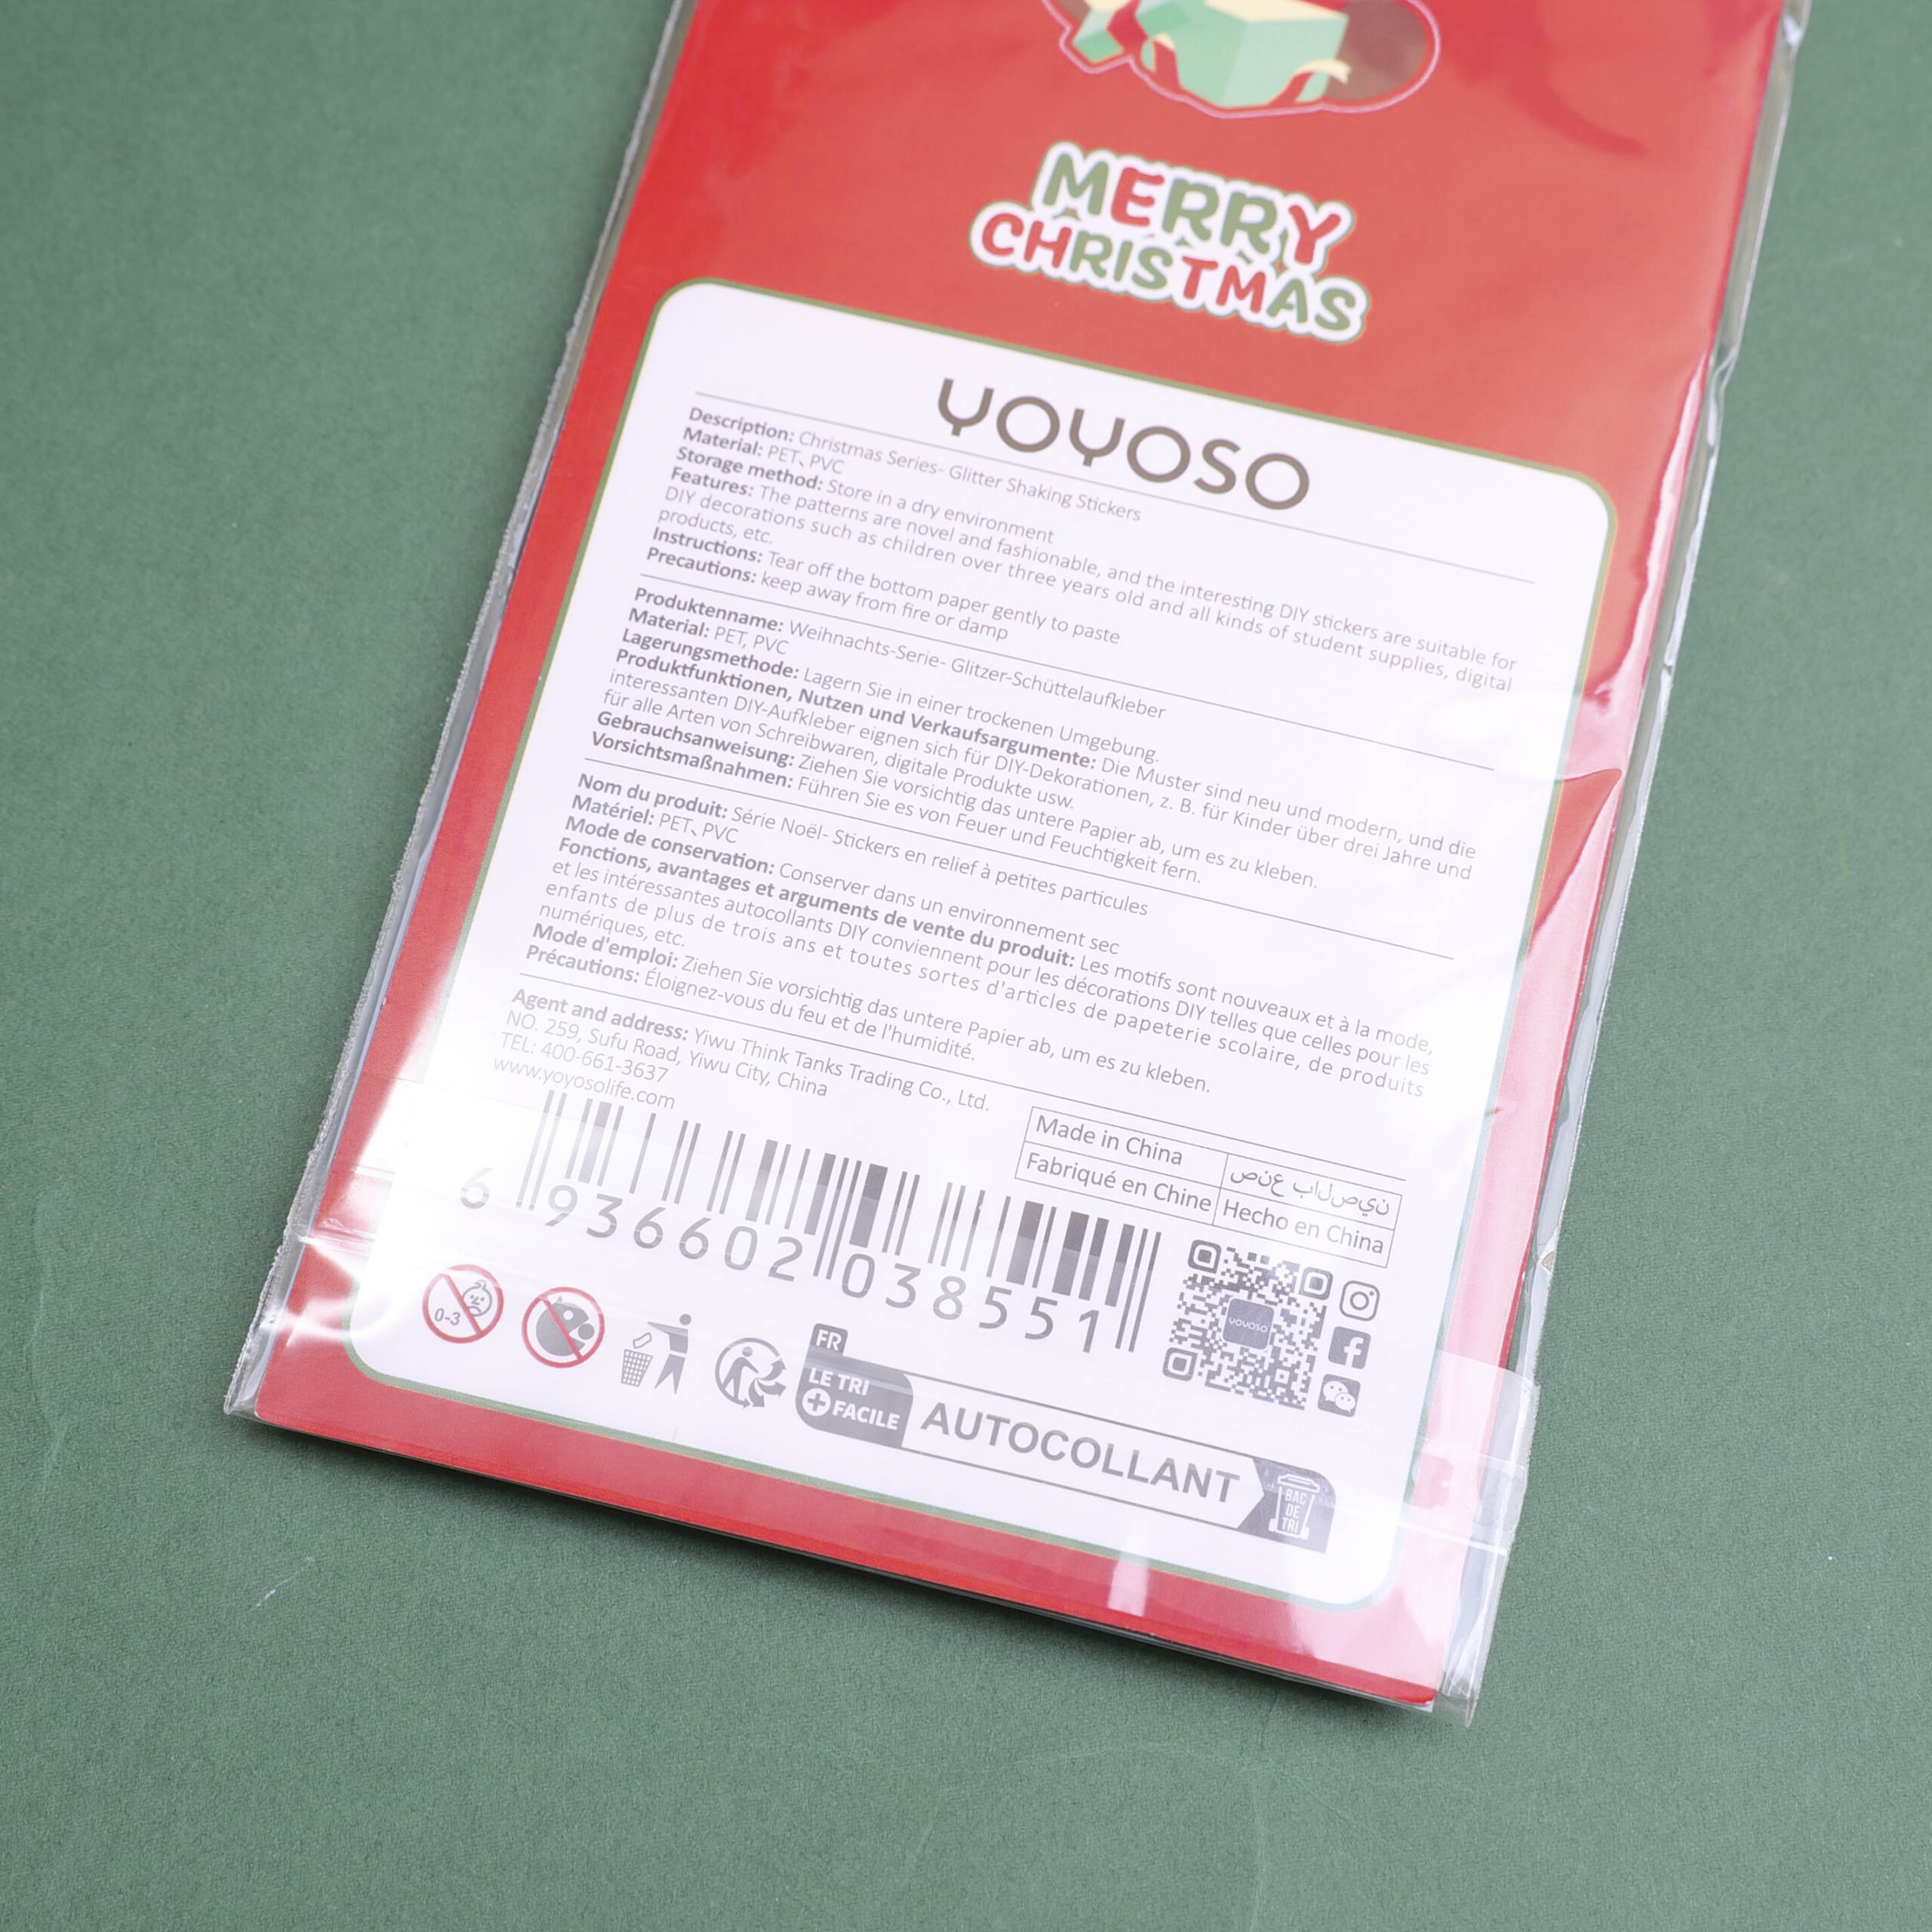 MERRY
CHRISTMAS
YOYOSO
Description: Christmas Series- Glitter Shaking Stickers
Material: PET、PVC
Storage method: Store in a dry environment
Features: The patterns are novel and fashionable, and the interesting DIY stickers are suitable for
DIY decorations such as children over three years old and all kinds of student supplies, digital
products, etc.
Instructions: Tear off the bottom paper gently to paste
Precautions: keep away from fire or damp
Produktenname: Weihnachts-Serie- Glitzer-Schüttelaufkleber
Material: PET, PVC
Lagerungsmethode: Lagern Sie in einer trockenen Umgebung.
Produktfunktionen, Nutzen und Verkaufsargumente: Die Muster sind neu und modern, und die
interessanten DIY-Aufkleber eignen sich für DIY-Dekorationen, z. B. für Kinder über drei Jahre und
für alle Arten von Schreibwaren, digitale Produkte usw.
Gebrauchsanweisung: Ziehen Sie vorsichtig das untere Papier ab, um es zu kleben.
Vorsichtsmaßnahmen: Führen Sie es von Feuer und Feuchtigkeit fern.
Nom du produit: Série Noël- Stickers en relief à petites particules
Matériel: PET、PVC
Mode de conservation: Conserver dans un environnement sec
Fonctions, avantages et arguments de vente du produit: Les motifs sont nouveaux et à la mode,
et les intéressantes autocollants DIY conviennent pour les décorations DIY telles que celles pour les
enfants de plus de trois ans et toutes sortes d'articles de papeterie scolaire, de produits
numériques, etc.
Mode d'emploi: Ziehen Sie vorsichtig das untere Papier ab, um es zu kleben.
Précautions: Éloignez-vous du feu et de l'humidité.
Agent and address: Yiwu Think Tanks Trading Co., Ltd.
NO. 259, Sufu Road, Yiwu City, China
TEL: 400-661-3637
www.yoyosolife.com
Made in China
صنع بالصين
Fabriqué en Chine
Hecho en China
6 936602 038551
YOYOSO
0-3
FR
LE TRI
+ FACILE
AUTOCOLLANT
BAC
DE
TRI